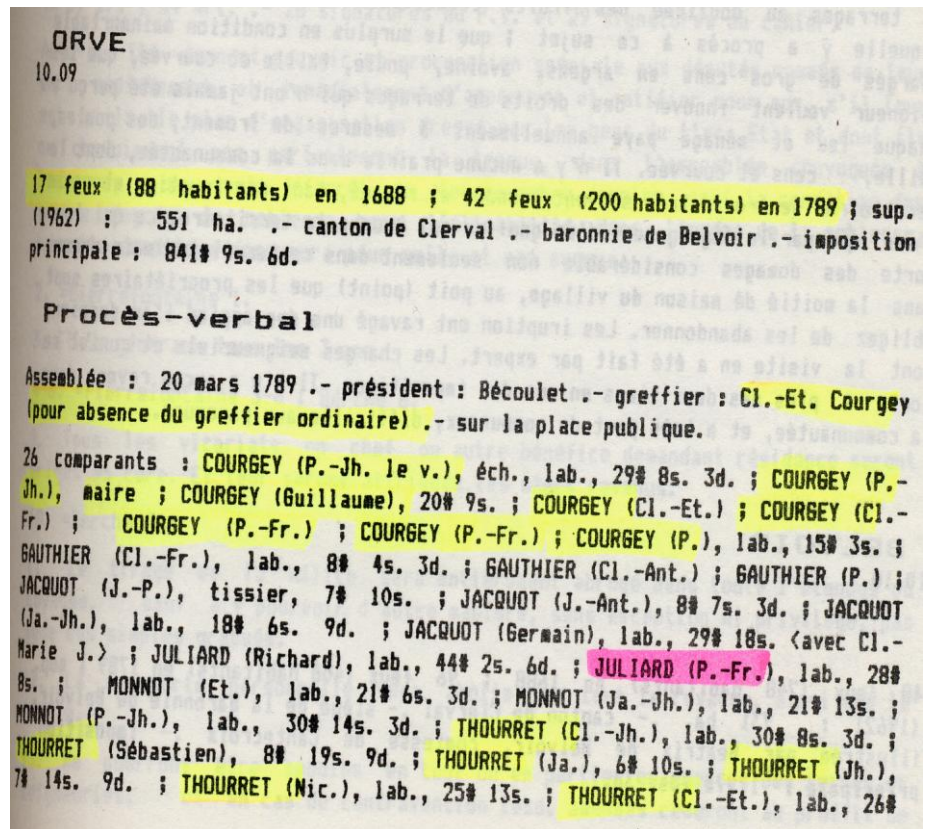 ORVE
10.09
17 feux (88 habitants) en 1688 ; 42 feux (200 habitants) en 1789 ; sup.
(1962) : 551 ha. .- canton de Clerval .- baronnie de Belvoir .- imposition
principale : 841# 9s. 6d.
Procès-verbal
Assemblée : 20 mars 1789 .- président : Bécoulet .- greffier : Cl.-Et. Courgey
(pour absence du greffier ordinaire) .- sur la place publique.
26 comparants : COURGEY (P.-Jh. le v.), éch., lab., 29# 8s. 3d. ; COURGEY (P.-
Jh.), maire ; COURGEY (Guillaume), 20# 9s. ; COURGEY (Cl.-Et.) ; COURGEY (Cl.-
Fr.) ; COURGEY (P.-Fr.) ; COURGEY (P.-Fr.) ; COURGEY (P.), lab., 15# 3s. ;
GAUTHIER (Cl.-Fr.), lab., 8# 4s. 3d. ; GAUTHIER (Cl.-Ant.) ; GAUTHIER (P.) ;
JACQUOT (J.-P.), tissier, 7# 10s. ; JACQUOT (J.-Ant.), 8# 7s. 3d. ; JACQUOT
(Ja.-Jh.), lab., 18# 6s. 9d. ; JACQUOT (Germain), lab., 29# 18s. <avec Cl.-
Marie J.> ; JULIARD (Richard), lab., 44# 2s. 6d. ; JULIARD (P.-Fr.), lab., 28#
8s. ; MONNOT (Et.), lab., 21# 6s. 3d. ; MONNOT (Ja.-Jh.), lab., 21# 13s. ;
MONNOT (P.-Jh.), lab., 30# 14s. 3d. ; THOURRET (Cl.-Jh.), lab., 30# 8s. 3d. ;
THOURRET (Sébastien), 8# 19s. 9d. ; THOURRET (Ja.), 6# 10s. ; THOURRET (Jh.),
7# 14s. 9d. ; THOURRET (Nic.), lab., 25# 13s. ; THOURRET (Cl.-Et.), lab., 26#